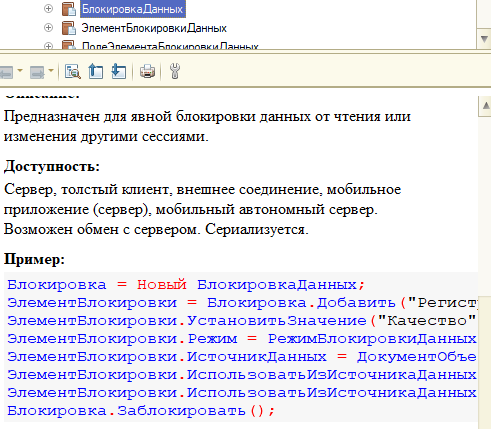 БлокировкаДанных
ЭлементБлокировкиДанных
ПолеЭлементаБлокировкиДанных
Описание:
Предназначен для явной блокировки данных от чтения или
изменения другими сессиями.
Доступность:
Сервер, толстый клиент, внешнее соединение, мобильное
приложение (сервер), мобильный автономный сервер.
Возможен обмен с сервером. Сериализуется.
Пример:
Блокировка = Новый БлокировкаДанных;
ЭлементБлокировки = Блокировка.Добавить("Регист
ЭлементБлокировки.УстановитьЗначение("Качество"
ЭлементБлокировки.Режим = РежимБлокировкиДанных
ЭлементБлокировки.ИсточникДанных = ДокументОбъе
ЭлементБлокировки.ИспользоватьИзИсточникаДанных
ЭлементБлокировки.ИспользоватьИзИсточникаДанных
Блокировка.Заблокировать();